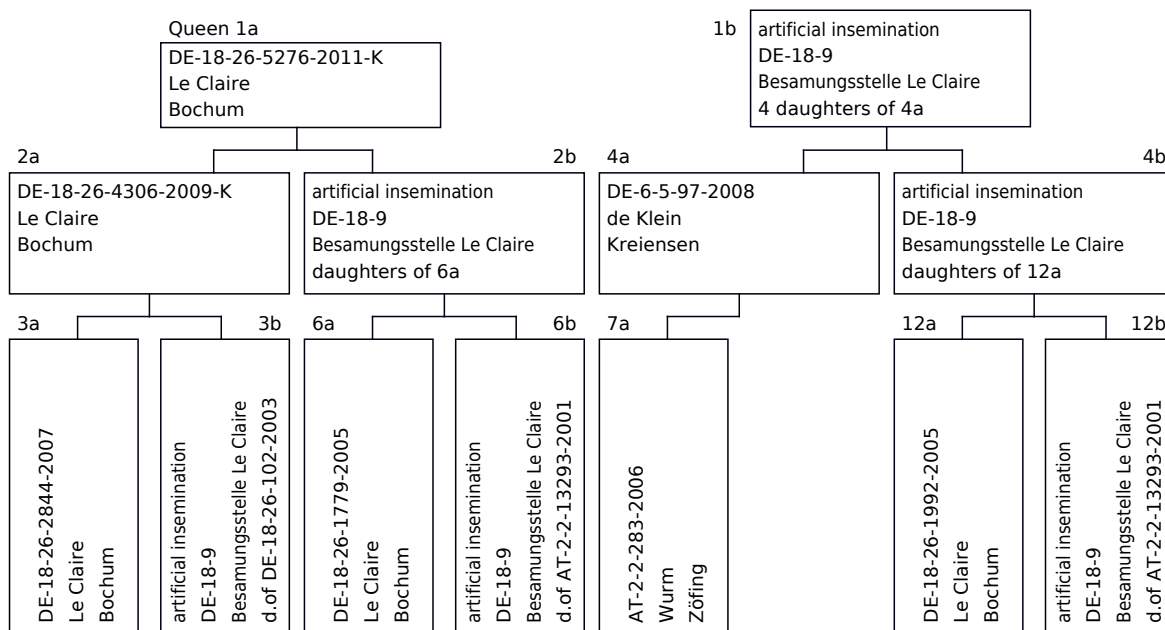 Queen 1a
DE-18-26-5276-2011-K
Le Claire
Bochum
1b
artificial insemination
DE-18-9
Besamungsstelle Le Claire
4 daughters of 4a
2a
DE-18-26-4306-2009-K
Le Claire
Bochum
2b
artificial insemination
DE-18-9
Besamungsstelle Le Claire
daughters of 6a
4a
DE-6-5-97-2008
de Klein
Kreiensen
4b
artificial insemination
DE-18-9
Besamungsstelle Le Claire
daughters of 12a
3a
DE-18-26-2844-2007
Le Claire
Bochum
3b
artificial insemination
DE-18-9
Besamungsstelle Le Claire
d.of DE-18-26-102-2003
6a
DE-18-26-1779-2005
Le Claire
Bochum
6b
artificial insemination
DE-18-9
Besamungsstelle Le Claire
d.of AT-2-2-13293-2001
7a
AT-2-2-283-2006
Wurm
Zöfing
12a
DE-18-26-1992-2005
Le Claire
Bochum
12b
artificial insemination
DE-18-9
Besamungsstelle Le Claire
d.of AT-2-2-13293-2001